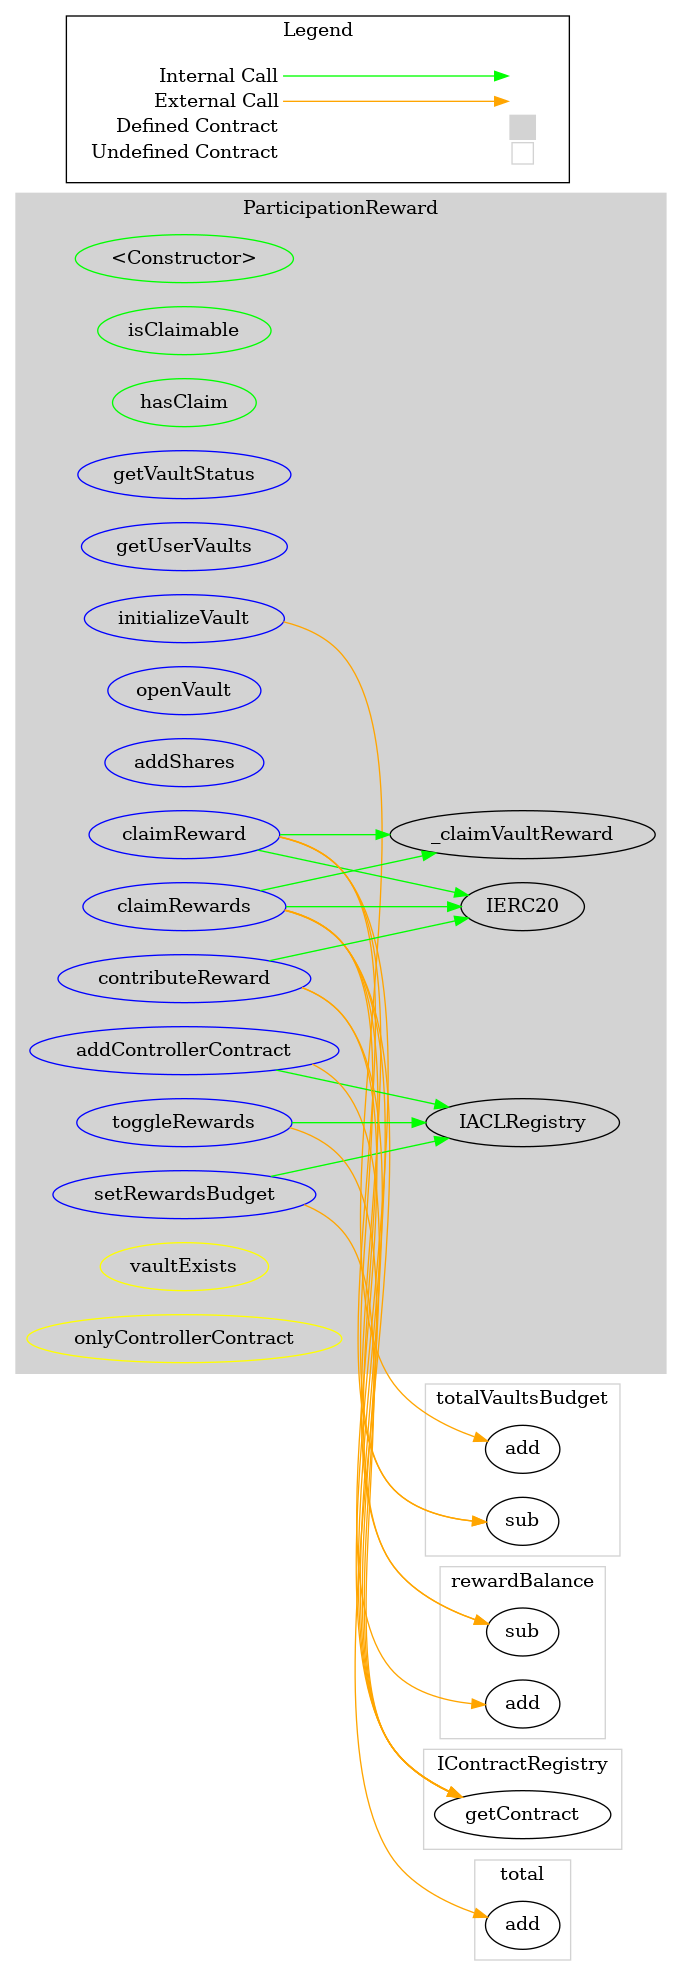 Legend
Internal Call
External Call
Defined Contract
Undefined Contract
ParticipationReward
<Constructor>
isClaimable
hasClaim
getVaultStatus
getUserVaults
initializeVault
openVault
addShares
claimReward
_claimVaultReward
claimRewards
IERC20
contributeReward
addControllerContract
toggleRewards
IACLRegistry
setRewardsBudget
vaultExists
onlyControllerContract
totalVaultsBudget
add
sub
rewardBalance
sub
add
IContractRegistry
getContract
total
add